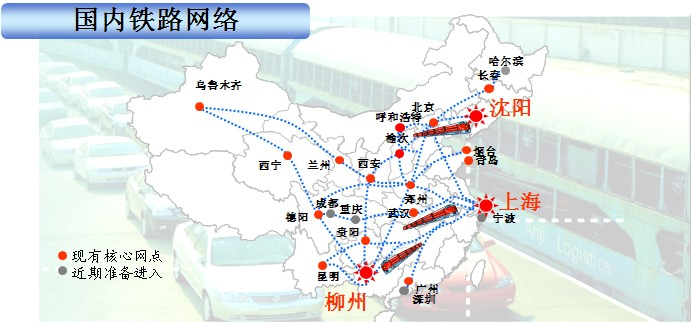 国内铁路网络
哈尔滨
长春
乌鲁木齐
北京
沈阳
呼和浩特
榆次
烟台
青岛
西宁
兰州
西安
郑州
上海
成都
重庆
德阳
武汉
宁波
贵阳
Anji Logistics
现有核心网点
近期准备进入
昆明
柳州
广州
深圳